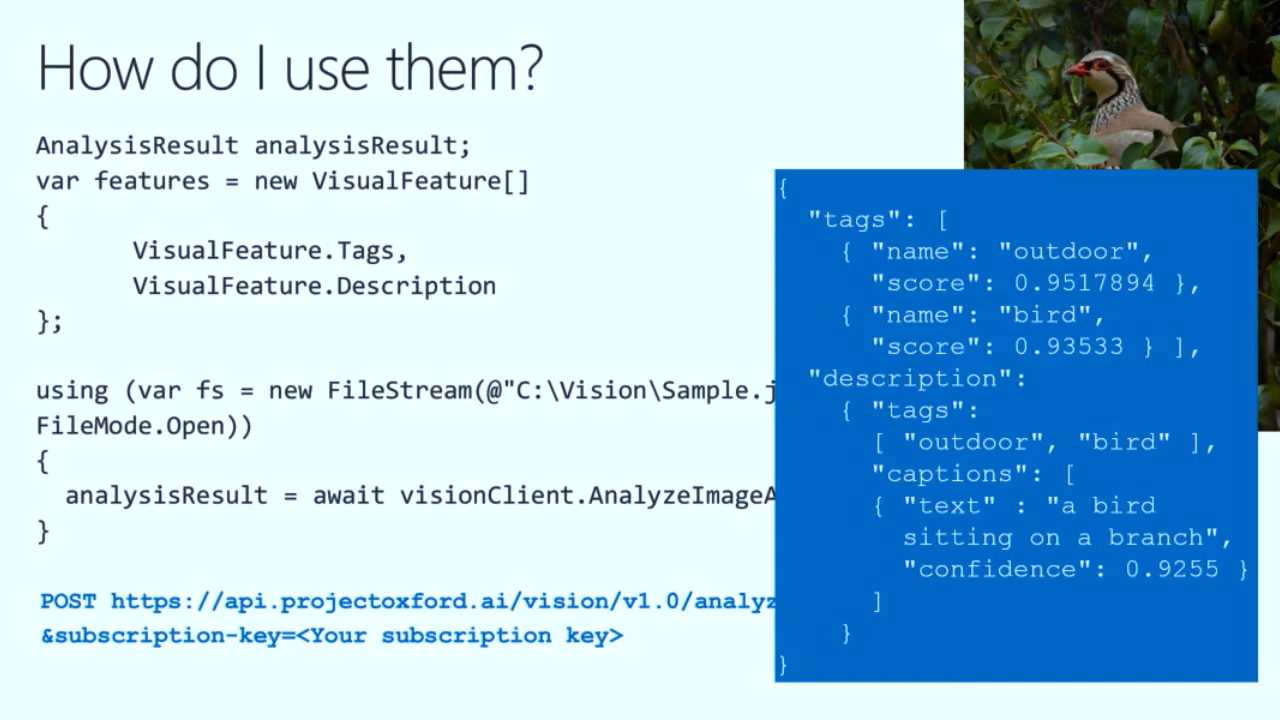 How do I use them?
AnalysisResult analysisResult;
var features = new VisualFeature[]
{
VisualFeature.Tags,
VisualFeature.Description
};
using (var fs = new FileStream(@"C:\Vision\Sample.j
FileMode.Open))
{
analysisResult = await visionClient.AnalyzeImageA
}
POST https://api.projectoxford.ai/vision/v1.0/analyz
&subscription-key=<Your subscription key>
{
"tags": [
{ "name": "outdoor",
"score": 0.9517894 },
{ "name": "bird",
"score": 0.93533 } ],
"description":
{ "tags":
[ "outdoor", "bird" ],
"captions": [
{ "text" : "a bird
sitting on a branch",
"confidence": 0.9255 }
]
}
}